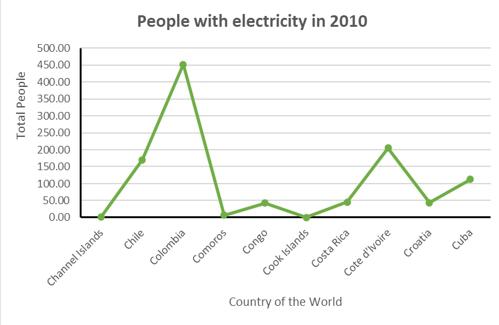 People with electricity in 2010
500.00
450.00
400.00
350.00
300.00
250.00
200.00
150.00
100.00
50.00
0.00
Total People
Channel Islands
Chile
Colombia
Comoros
Congo
Cook Islands
Costa Rica
Cote d'Ivoire
Croatia
Cuba
Country of the World